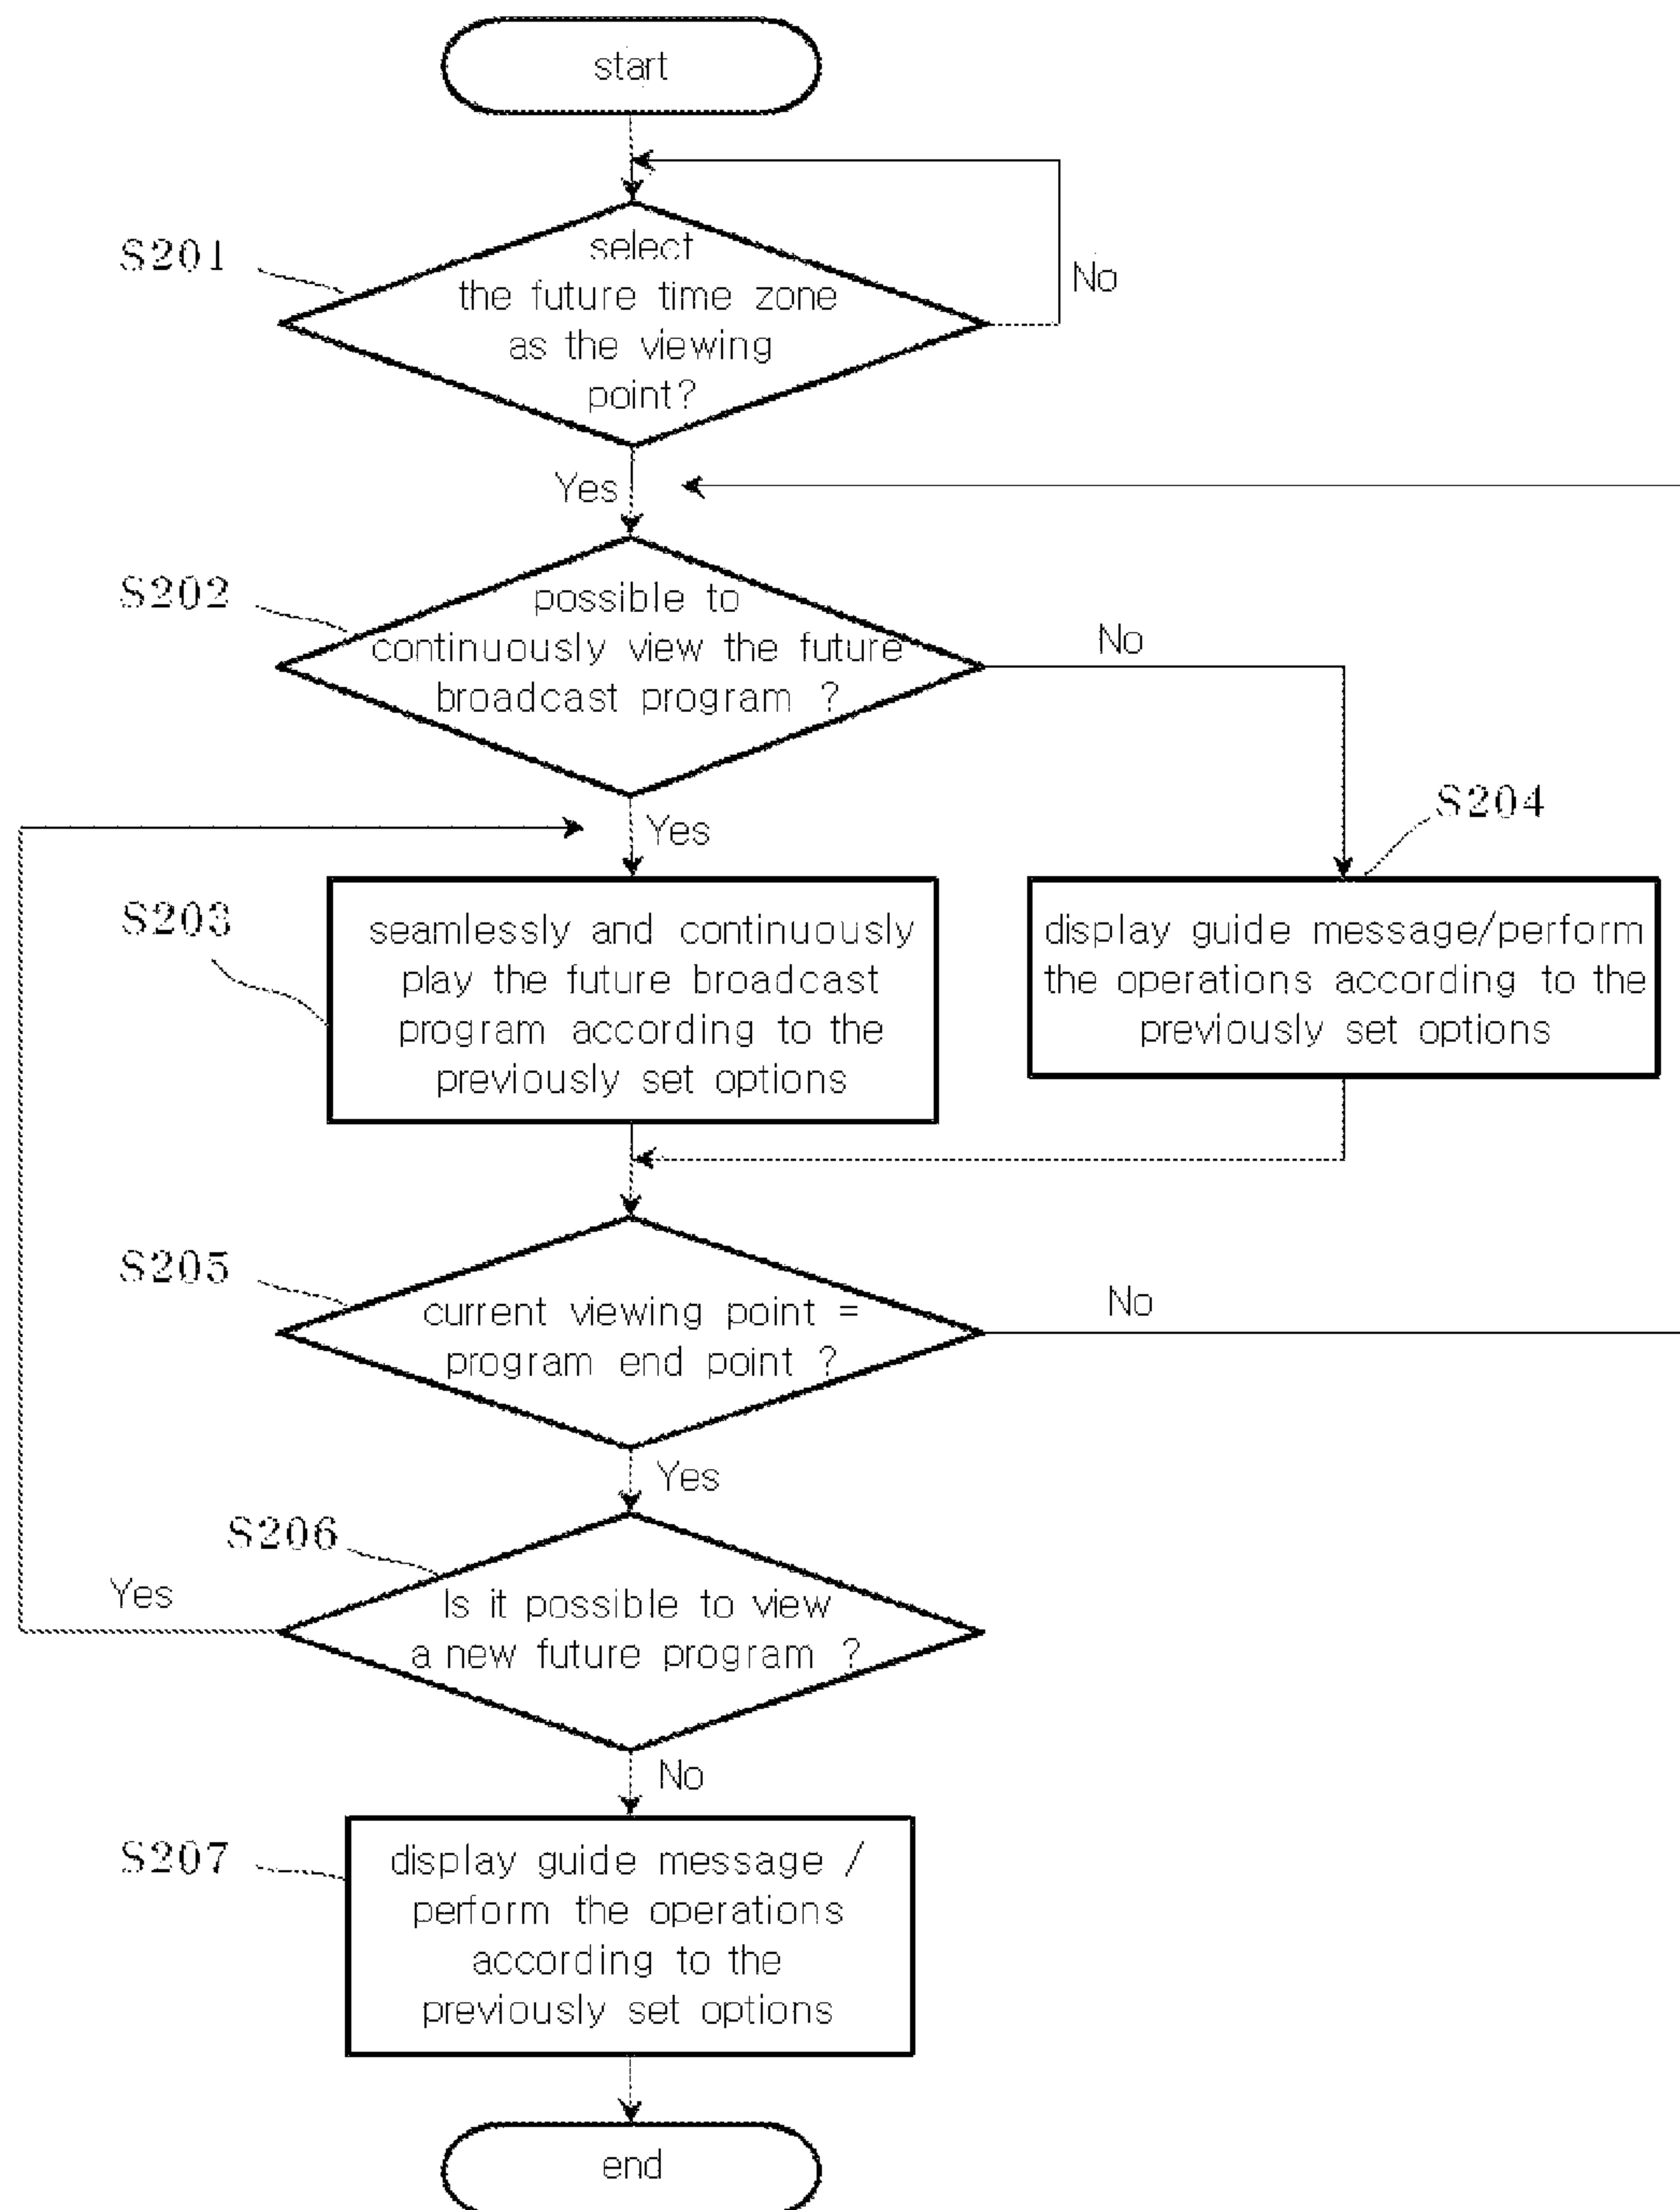 start
S201
select
the future time zone
as the viewing
point?
No
Yes
S202
possible to
continuously view the future
broadcast program ?
No
Yes
S203
seamlessly and continuously
play the future broadcast
program according to the
previously set options
S204
display guide message/perform
the operations according to the
previously set options
S205
current viewing point =
program end point ?
No
Yes
S206
Is it possible to view
a new future program ?
Yes
No
S207
display guide message /
perform the operations
according to the
previously set options
end